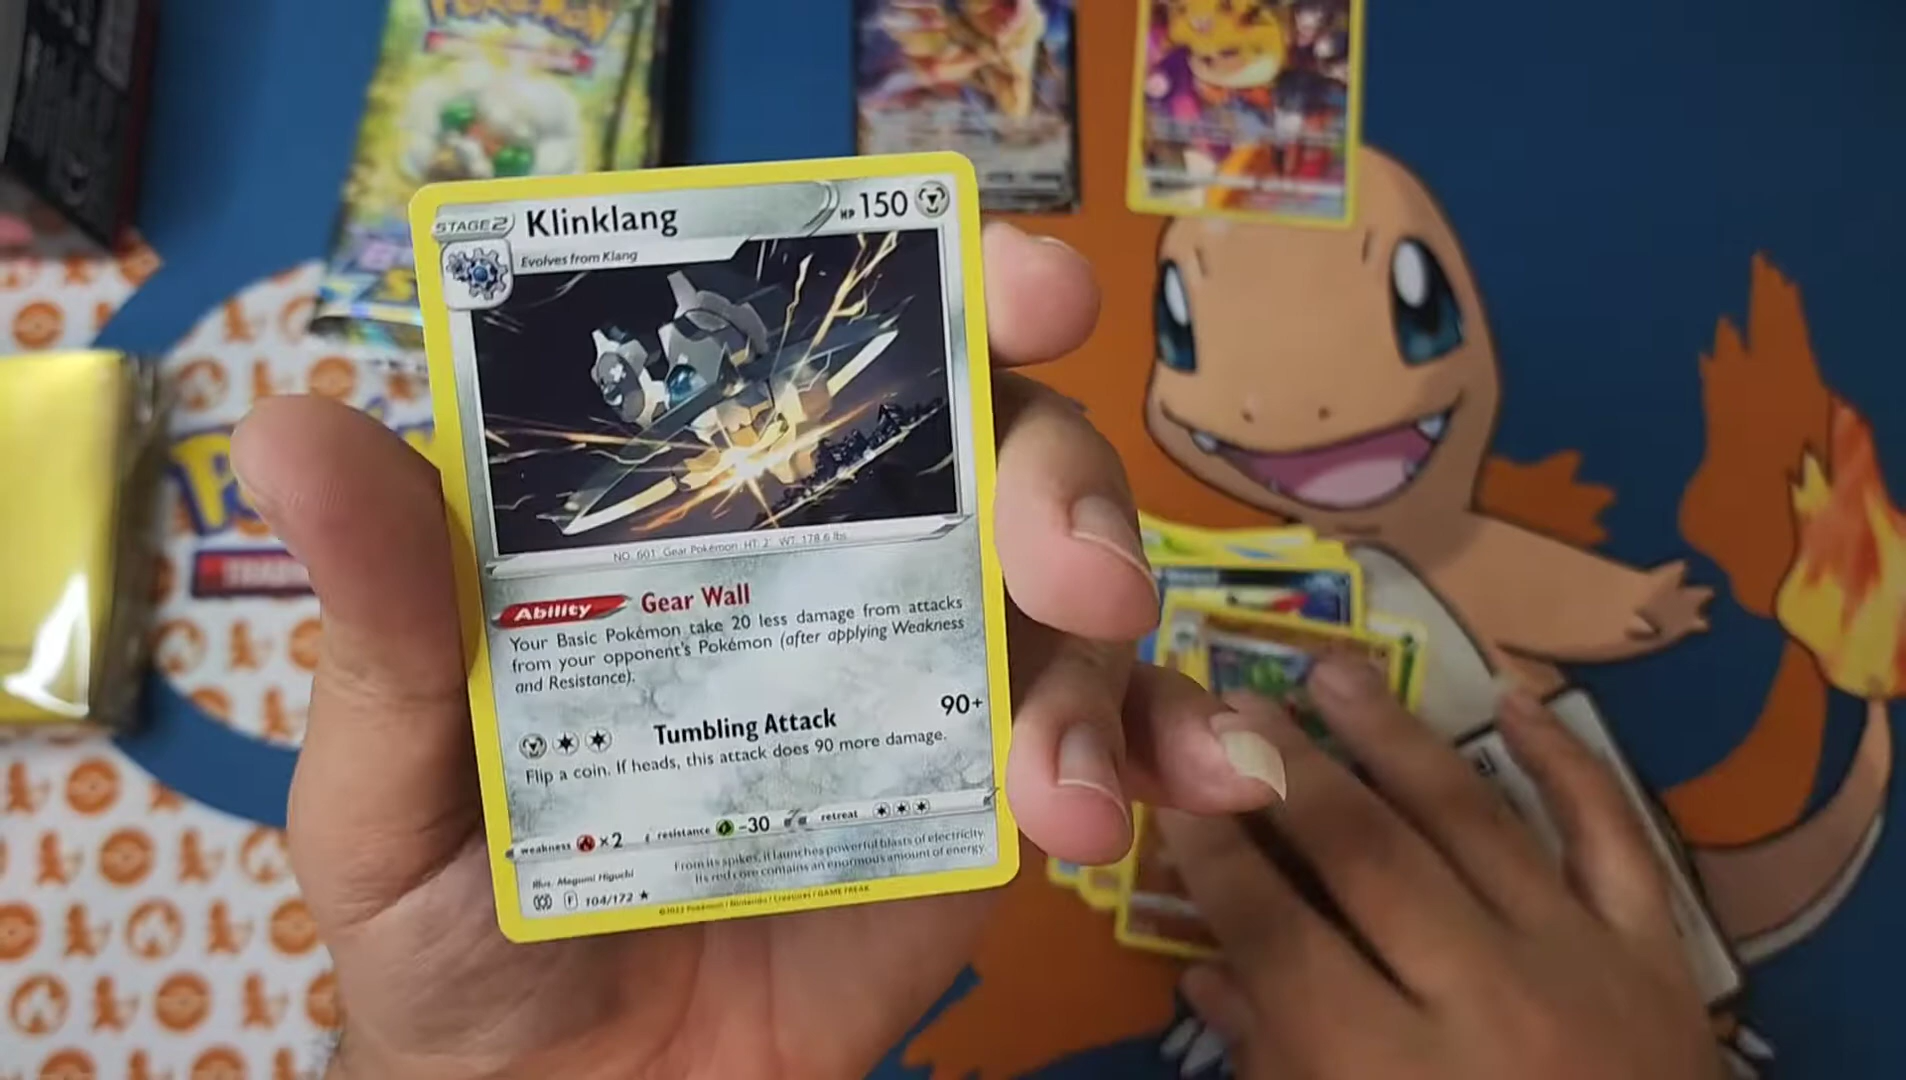 POKÉMON
STAGE 2 Klinklang HP 150
Evolves from Klang
NO. 601 Gear Pokémon HT: 2' WT: 178.6 lbs
Ability Gear Wall
Your Basic Pokémon take 20 less damage from attacks
from your opponent's Pokémon (after applying Weakness
and Resistance).
Tumbling Attack 90+
Flip a coin. If heads, this attack does 90 more damage.
weakness ×2 resistance -30 retreat
From its spikes, it launches powerful blasts of electricity.
Its red core contains an enormous amount of energy.
Illus. Megumi Higuchi
F 104/172
©2022 Pokémon / Nintendo / Creatures / GAME FREAK